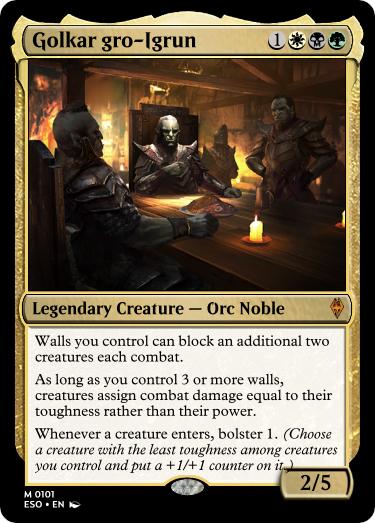 Golkar gro-Igrun 1
Legendary Creature — Orc Noble
Walls you control can block an additional two
creatures each combat.
As long as you control 3 or more walls,
creatures assign combat damage equal to their
toughness rather than their power.
Whenever a creature enters, bolster 1. (Choose
a creature with the least toughness among creatures
you control and put a +1/+1 counter on it.)
2/5
M 0101
ESO • EN